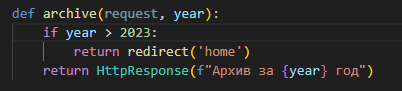 def archive(request, year):
    if year > 2023:
        return redirect('home')
    return HttpResponse(f"Архив за {year} год")